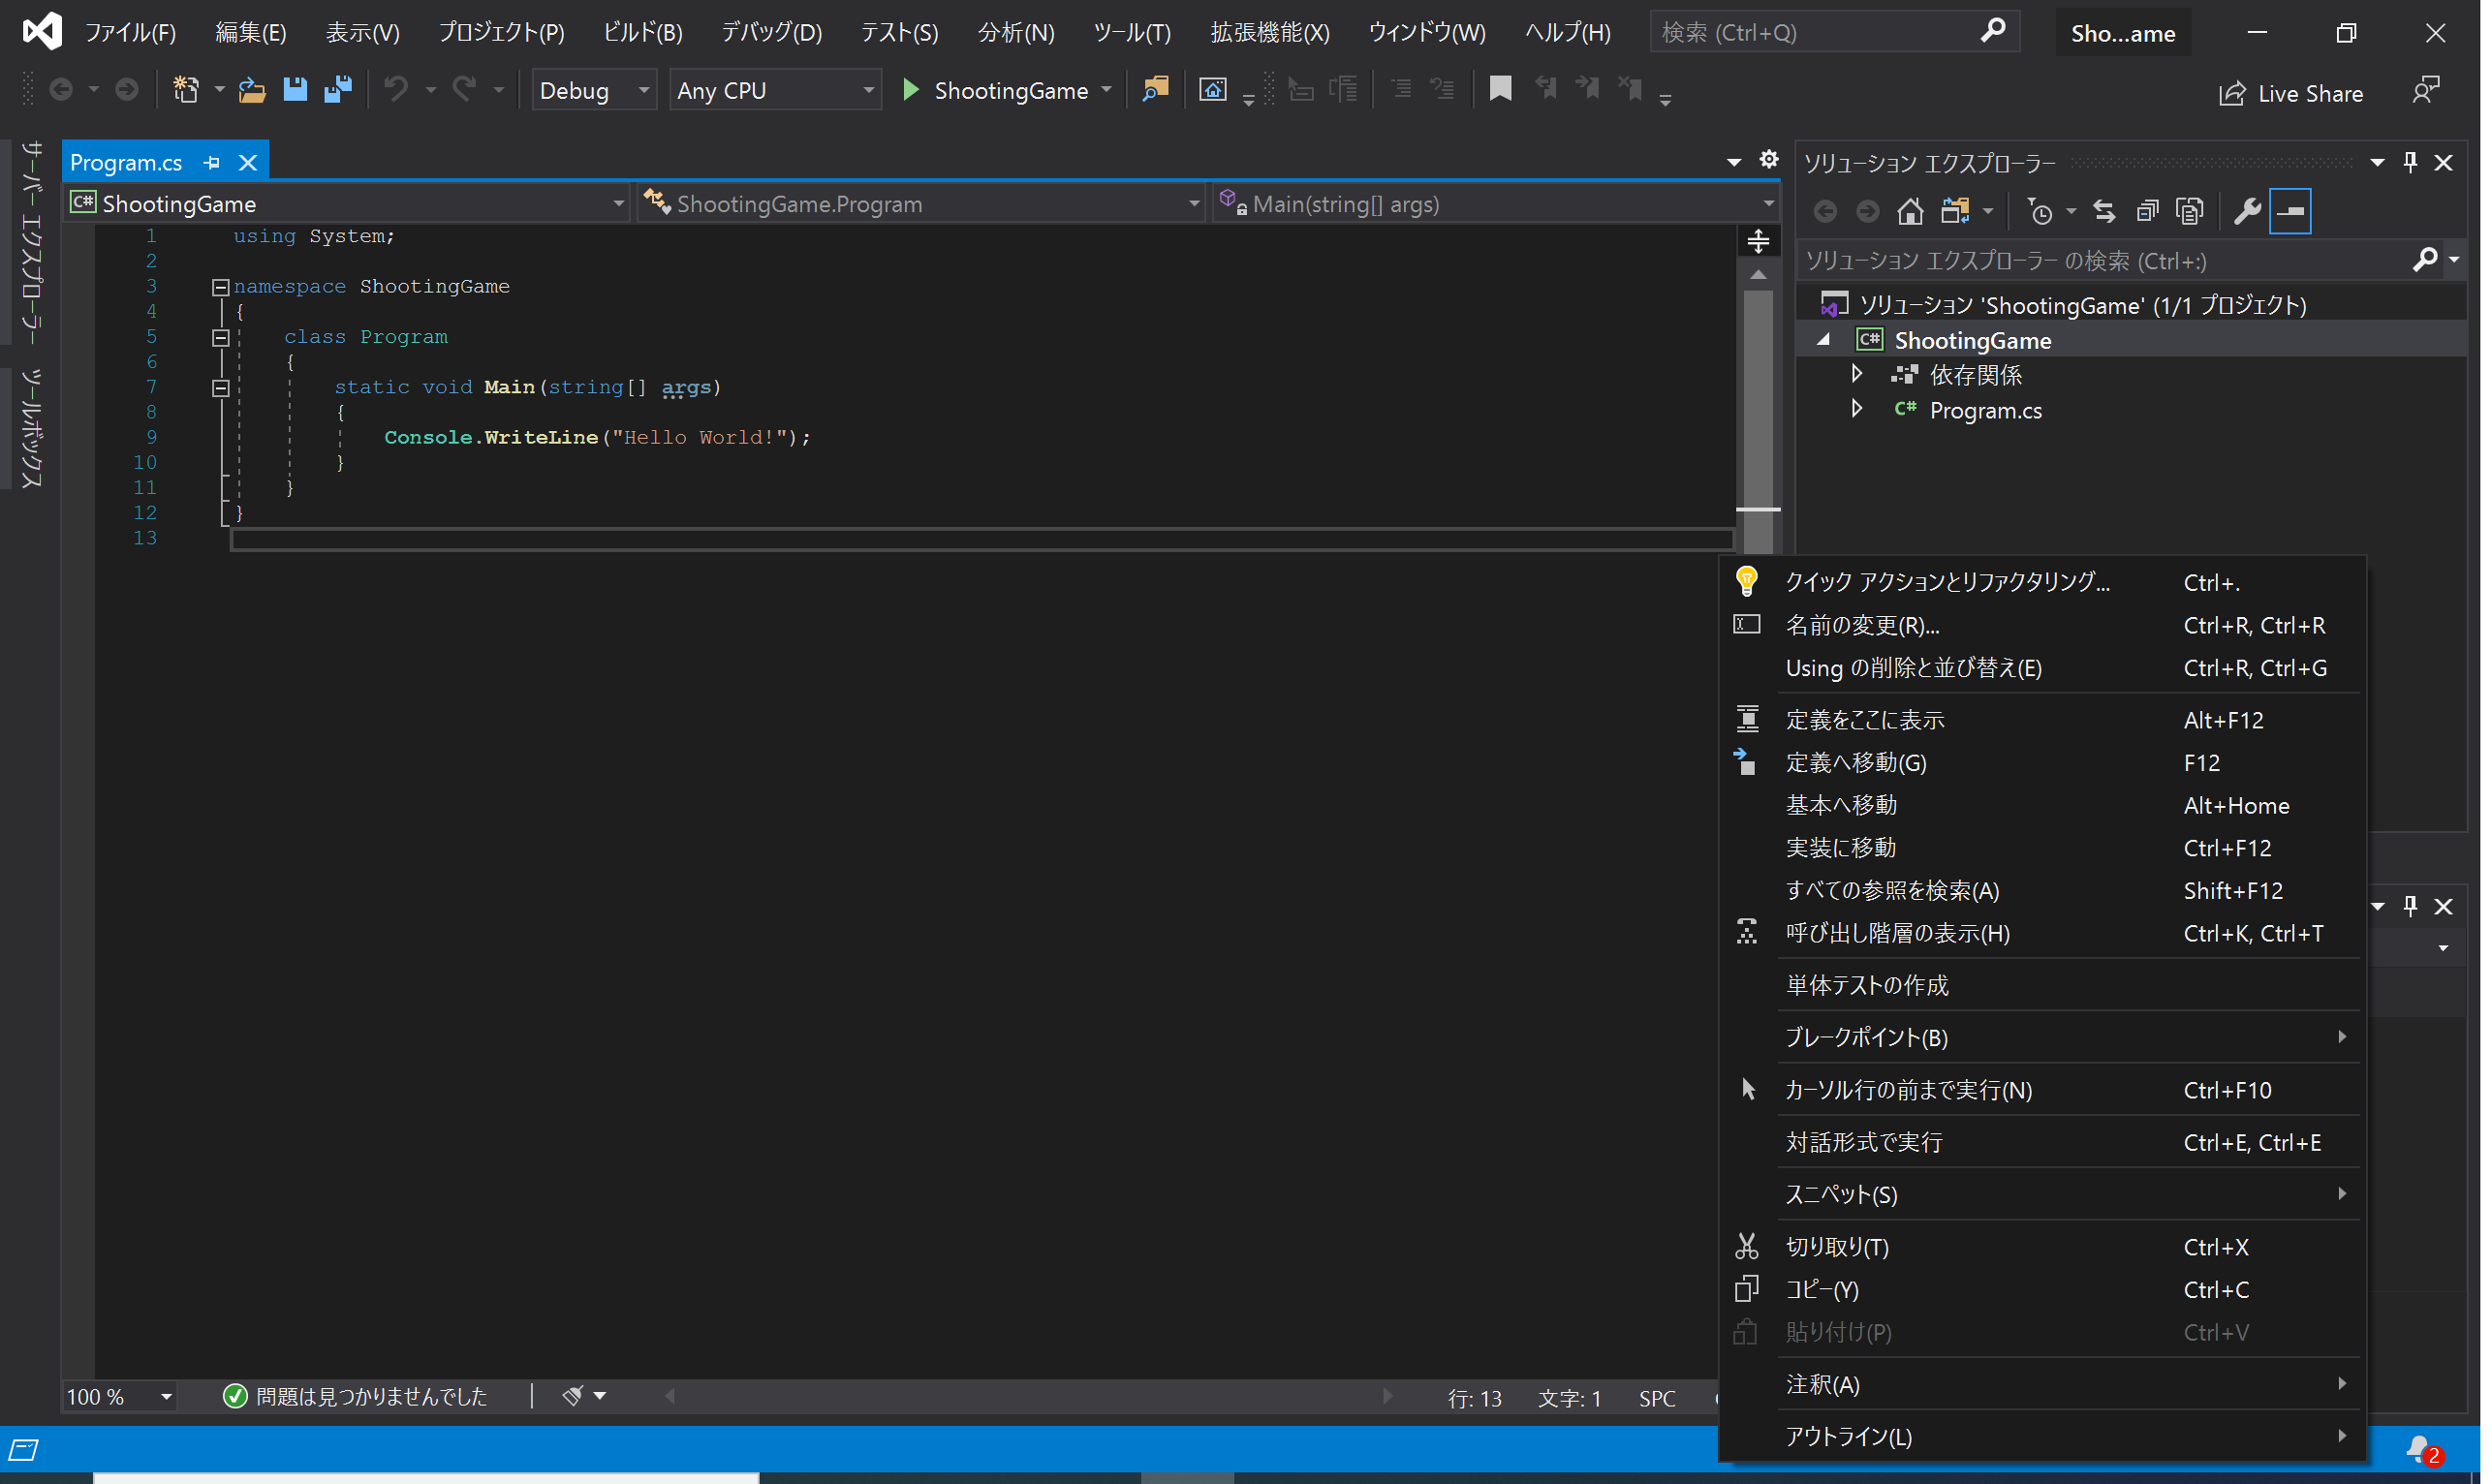 ファイル(F) 編集(E) 表示(V) プロジェクト(P) ビルド(B) デバッグ(D) テスト(S) 分析(N) ツール(T) 拡張機能(X) ウィンドウ(W) ヘルプ(H) 検索 (Ctrl+Q) Sho...ame
Debug Any CPU ShootingGame Live Share
サーバー エクスプローラー
ツールボックス
Program.cs
ShootingGame ShootingGame.Program Main(string[] args)
1 using System;
2
3 namespace ShootingGame
4 {
5 class Program
6 {
7 static void Main(string[] args)
8 {
9 Console.WriteLine("Hello World!");
10 }
11 }
12 }
13
ソリューション エクスプローラー
ソリューション エクスプローラー の検索 (Ctrl+:)
ソリューション 'ShootingGame' (1/1 プロジェクト)
C# ShootingGame
依存関係
C# Program.cs
クイック アクションとリファクタリング... Ctrl+.
名前の変更(R)... Ctrl+R, Ctrl+R
Using の削除と並び替え(E) Ctrl+R, Ctrl+G
定義をここに表示 Alt+F12
定義へ移動(G) F12
基本へ移動 Alt+Home
実装に移動 Ctrl+F12
すべての参照を検索(A) Shift+F12
呼び出し階層の表示(H) Ctrl+K, Ctrl+T
単体テストの作成
ブレークポイント(B)
カーソル行の前まで実行(N) Ctrl+F10
対話形式で実行 Ctrl+E, Ctrl+E
スニペット(S)
切り取り(T) Ctrl+X
コピー(Y) Ctrl+C
貼り付け(P) Ctrl+V
注釈(A)
アウトライン(L)
100 % 問題は見つかりませんでした 行: 13 文字: 1 SPC
2